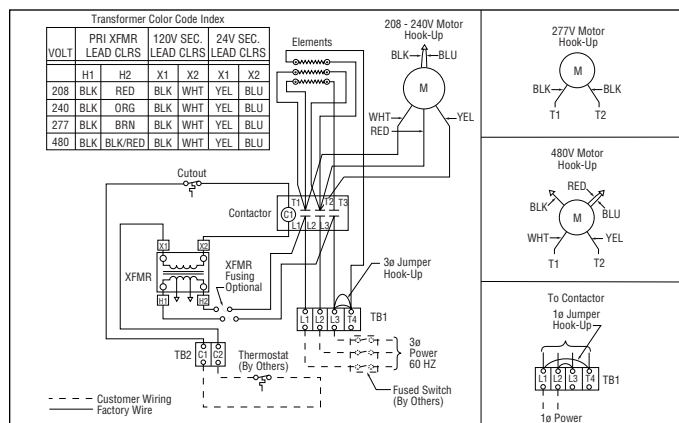 Transformer Color Code Index
VOLT
PRI XFMR
LEAD CLRS
120V SEC.
LEAD CLRS
24V SEC.
LEAD CLRS
H1 H2 X1 X2 X1 X2
208 BLK RED BLK WHT YEL BLU
240 BLK ORG BLK WHT YEL BLU
277 BLK BRN BLK WHT YEL BLU
480 BLK BLK/RED BLK WHT YEL BLU
Elements
208 - 240V Motor
Hook-Up
BLK
BLU
M
WHT
YEL
RED
277V Motor
Hook-Up
M
BLK
BLK
T1
T2
480V Motor
Hook-Up
RED
BLK
M
BLU
WHT
YEL
T1
T2
Cutout
Contactor
T1 T2 T3
C1
L1 L2 L3
X1 X2
XFMR
H1 H2
XFMR
Fusing
Optional
3ø Jumper
Hook-Up
L1 L2 L3 T4
TB1
TB2
C1 C2
Thermostat
(By Others)
3ø
Power
60 HZ
Fused Switch
(By Others)
Customer Wiring
Factory Wire
To Contactor
1ø Jumper
Hook-Up
L1 L2 L3 T4
TB1
1ø Power